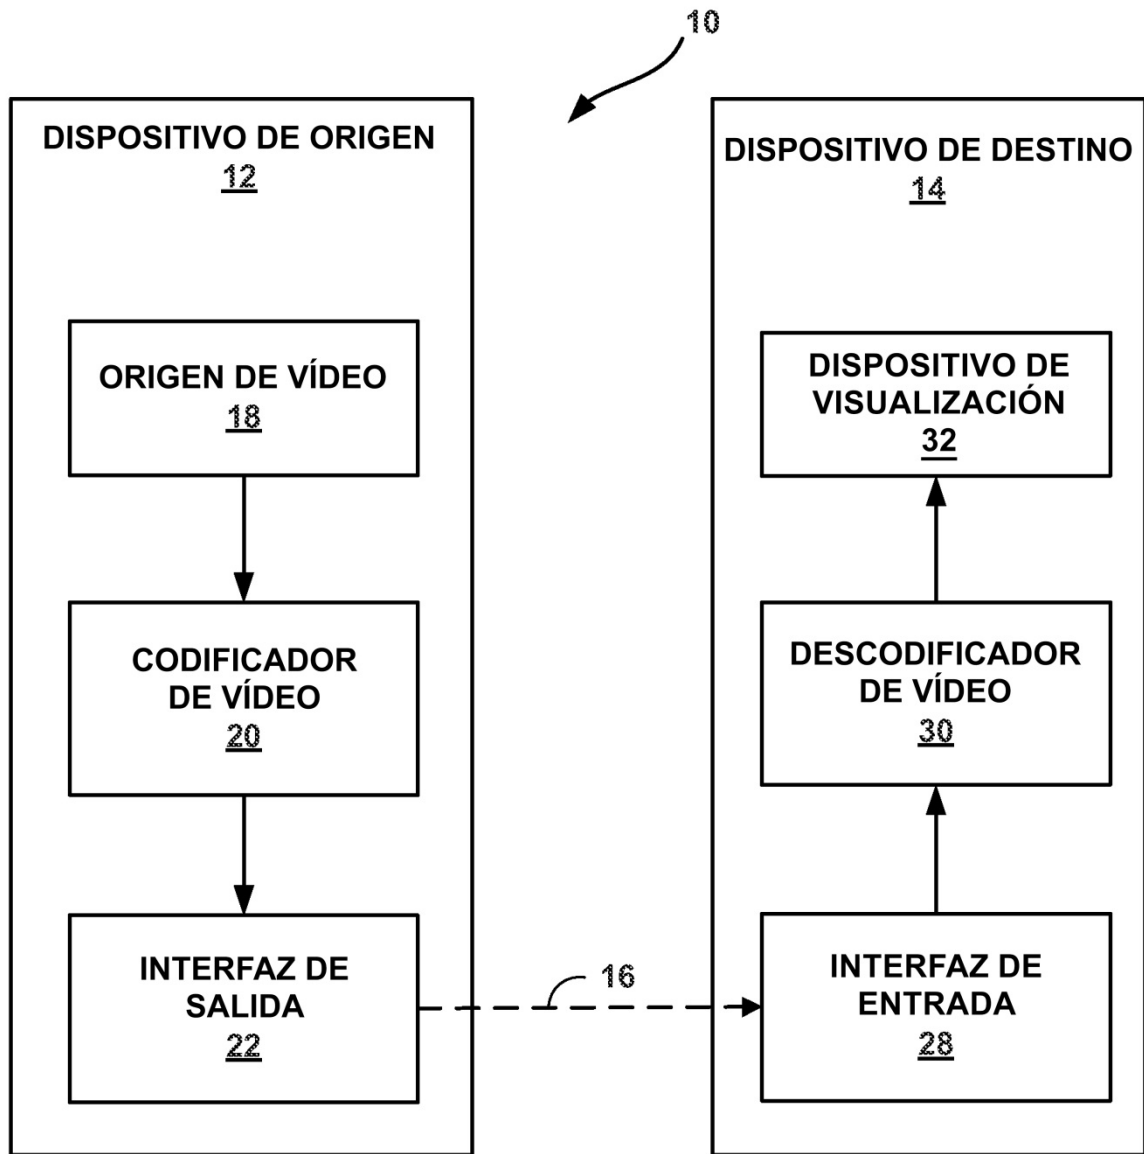 10
DISPOSITIVO DE ORIGEN
12
ORIGEN DE VÍDEO
18
CODIFICADOR
DE VÍDEO
20
INTERFAZ DE
SALIDA
22
16
DISPOSITIVO DE DESTINO
14
DISPOSITIVO DE
VISUALIZACIÓN
32
DESCODIFICADOR
DE VÍDEO
30
INTERFAZ DE
ENTRADA
28